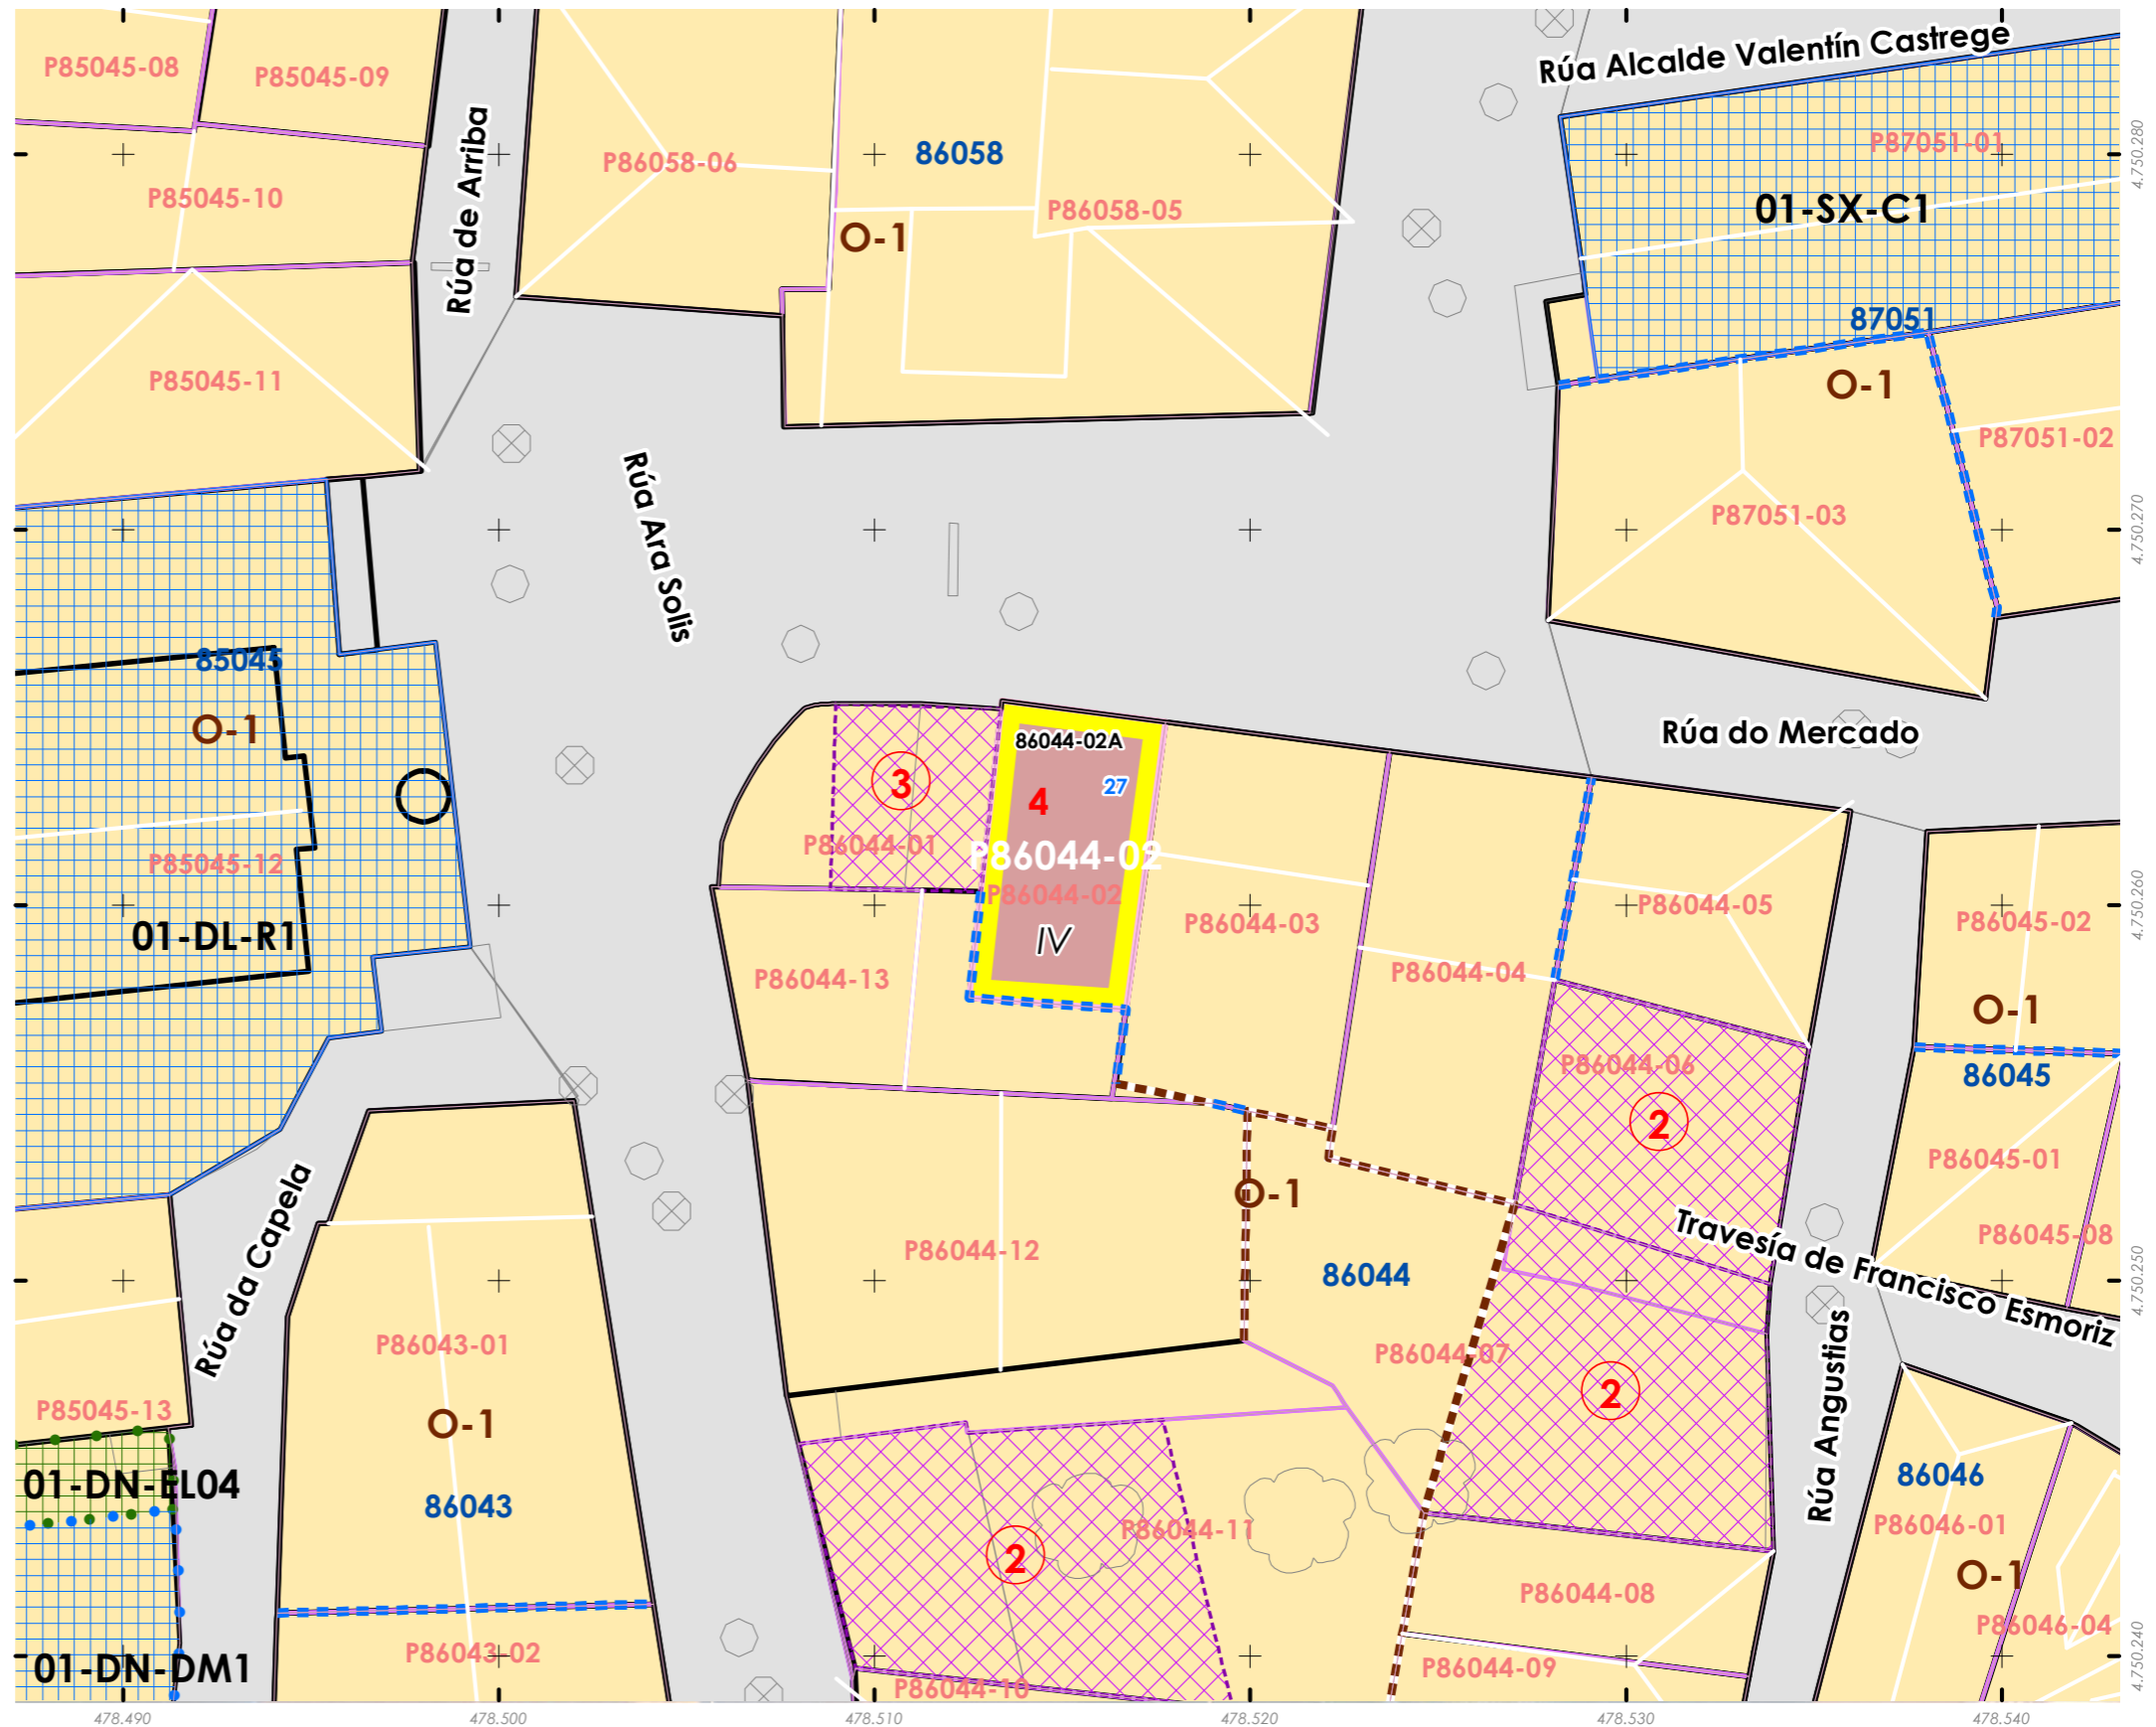 Rúa Alcalde Valentín Castrege
P85045-08
P85045-09
P86058-06
86058
P87051-01
4.750.280
P85045-10
Rúa de Arriba
P86058-05
01-SX-C1
O-1
87051
P85045-11
O-1
P87051-02
Rúa Ara Solis
P87051-03
4.750.270
85045
O-1
Rúa do Mercado
86044-02A
3
4
27
P86044-01
P86044-02
P85045-12
P86044-02
P86044-03
P86044-05
P86045-02
4.750.260
01-DL-R1
IV
P86044-13
P86044-04
O-1
P86044-06
86045
2
P86045-01
O-1
P86044-12
Travesía de Francisco Esmoriz
P86045-08
Rúa da Capela
86044
4.750.250
P86043-01
P86044-07
2
Rúa Angustias
P85045-13
O-1
01-DN-EL04
86043
86046
P86044-11
P86046-01
2
O-1
P86044-08
P86046-04
01-DN-DM1
P86043-02
P86044-09
4.750.240
P86044-10
478.490
478.500
478.510
478.520
478.530
478.540